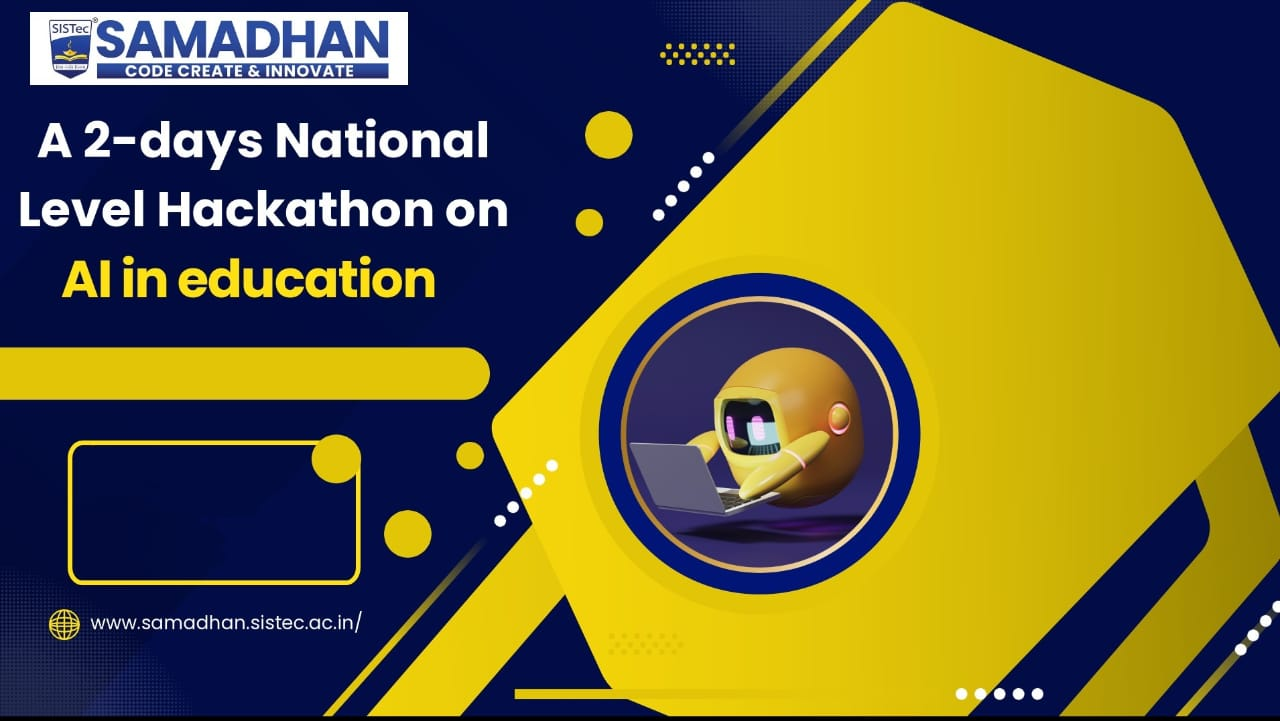 SISTec®
SAMADHAN
CODE CREATE & INNOVATE
A 2-days National
Level Hackathon on
AI in education
www.samadhan.sistec.ac.in/